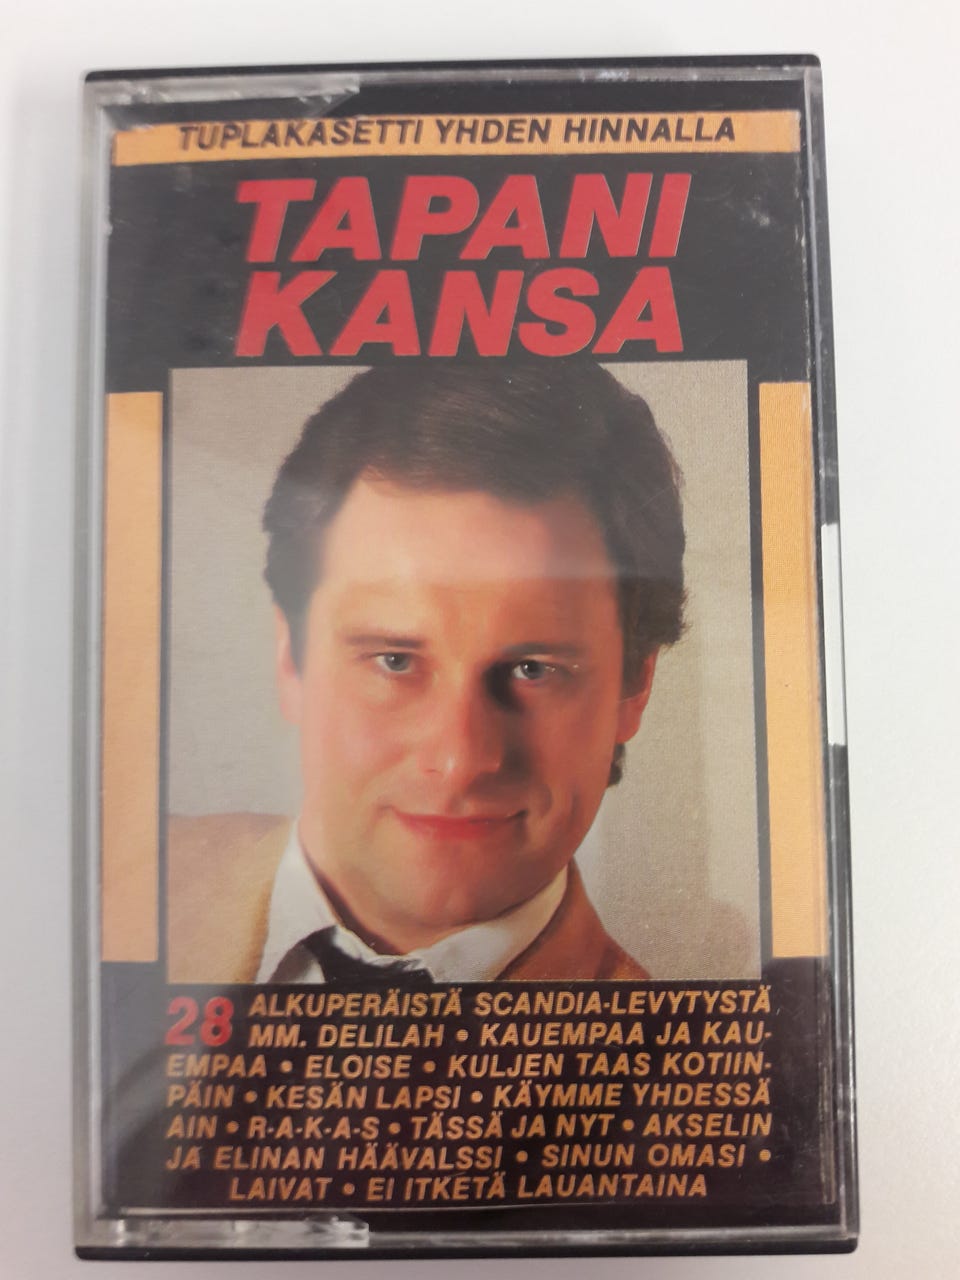 TUPLAKASETTI YHDEN HINNALLA
TAPANI
KANSA
28 ALKUPERÄISTÄ SCANDIA-LEVYTYSTÄ
MM. DELILAH • KAUEMPAA JA KAU-
EMPAA • ELOISE • KULJEN TAAS KOTIIN-
PÄIN • KESÄN LAPSI • KÄYMME YHDESSÄ
AIN • R-A-K-A-S • TÄSSÄ JA NYT • AKSELIN
JA ELINAN HÄÄVALSSI • SINUN OMASI •
LAIVAT • EI ITKETÄ LAUANTAINA